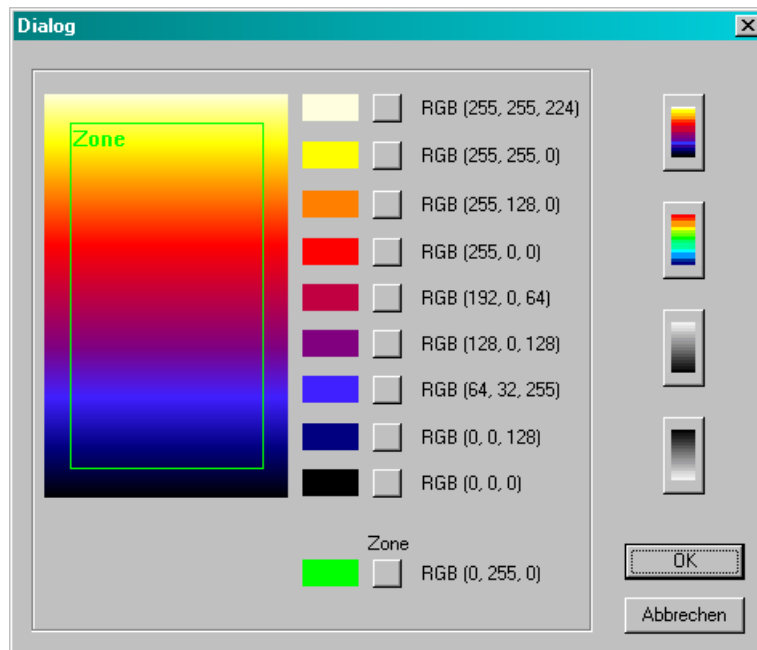 Dialog
Zone
RGB (255, 255, 224)
RGB (255, 255, 0)
RGB (255, 128, 0)
RGB (255, 0, 0)
RGB (192, 0, 64)
RGB (128, 0, 128)
RGB (64, 32, 255)
RGB (0, 0, 128)
RGB (0, 0, 0)
Zone
RGB (0, 255, 0)
OK
Abbrechen